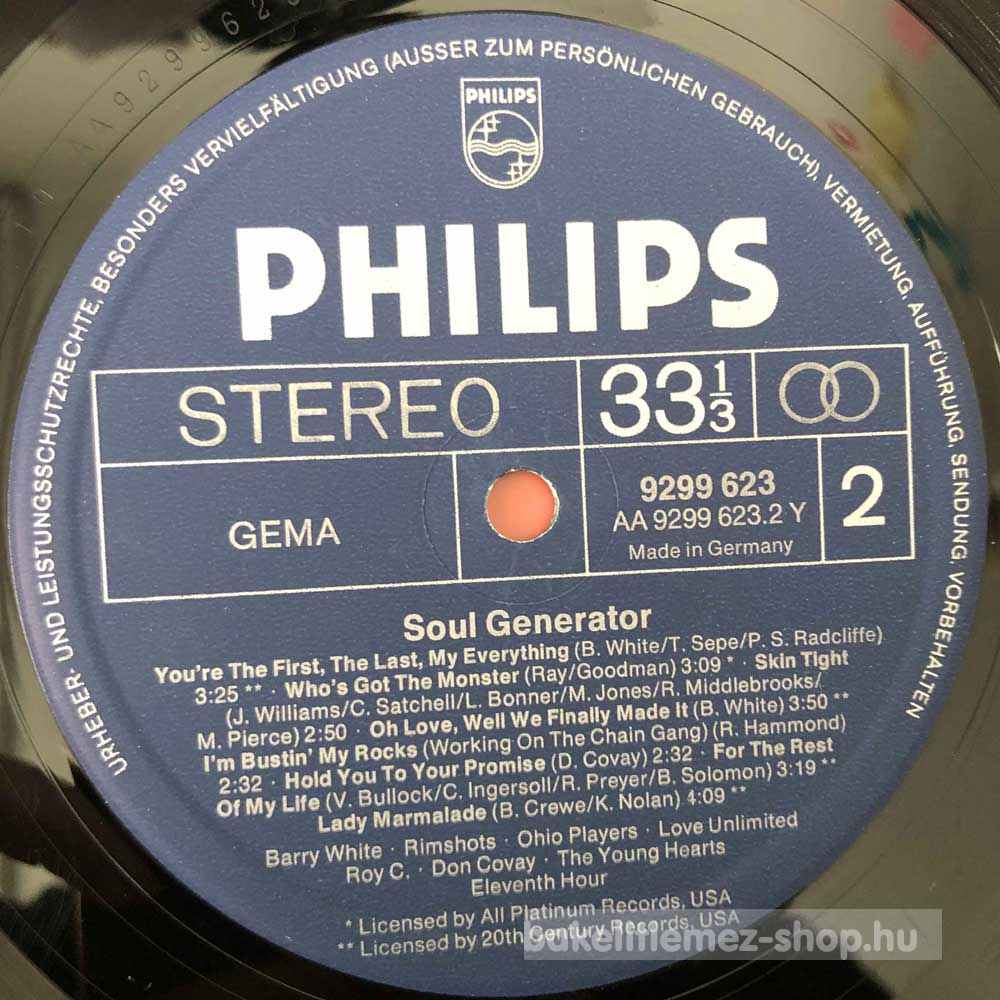 AA929962
URHEBER- UND LEISTUNGSSCHUTZRECHTE, BESONDERS VERVIELFÄLTIGUNG (AUSSER ZUM PERSÖNLICHEN GEBRAUCH), VERMIETUNG, AUFFÜHRUNG, SENDUNG, VORBEHALTEN
PHILIPS
PHILIPS
STEREO
33 1/3
GEMA
9299 623
AA 9299 623.2 Y
Made in Germany
2
Soul Generator
You're The First, The Last, My Everything (B. White/T. Sepe/P. S. Radcliffe)
3:25 ** · Who's Got The Monster (Ray/Goodman) 3:09 * · Skin Tight
(J. Williams/C. Satchell/L. Bonner/M. Jones/R. Middlebrooks/
M. Pierce) 2:50 · Oh Love, Well We Finally Made It (B. White) 3:50 **
I'm Bustin' My Rocks (Working On The Chain Gang) (R. Hammond)
2:32 · Hold You To Your Promise (D. Covay) 2:32 · For The Rest
Of My Life (V. Bullock/C. Ingersoll/R. Preyer/B. Solomon) 3:19 **
Lady Marmalade (B. Crewe/K. Nolan) 4:09 **
Barry White · Rimshots · Ohio Players · Love Unlimited
Roy C. · Don Covay · The Young Hearts
Eleventh Hour
* Licensed by All Platinum Records, USA
** Licensed by 20th Century Records, USA
bakelitlemez-shop.hu